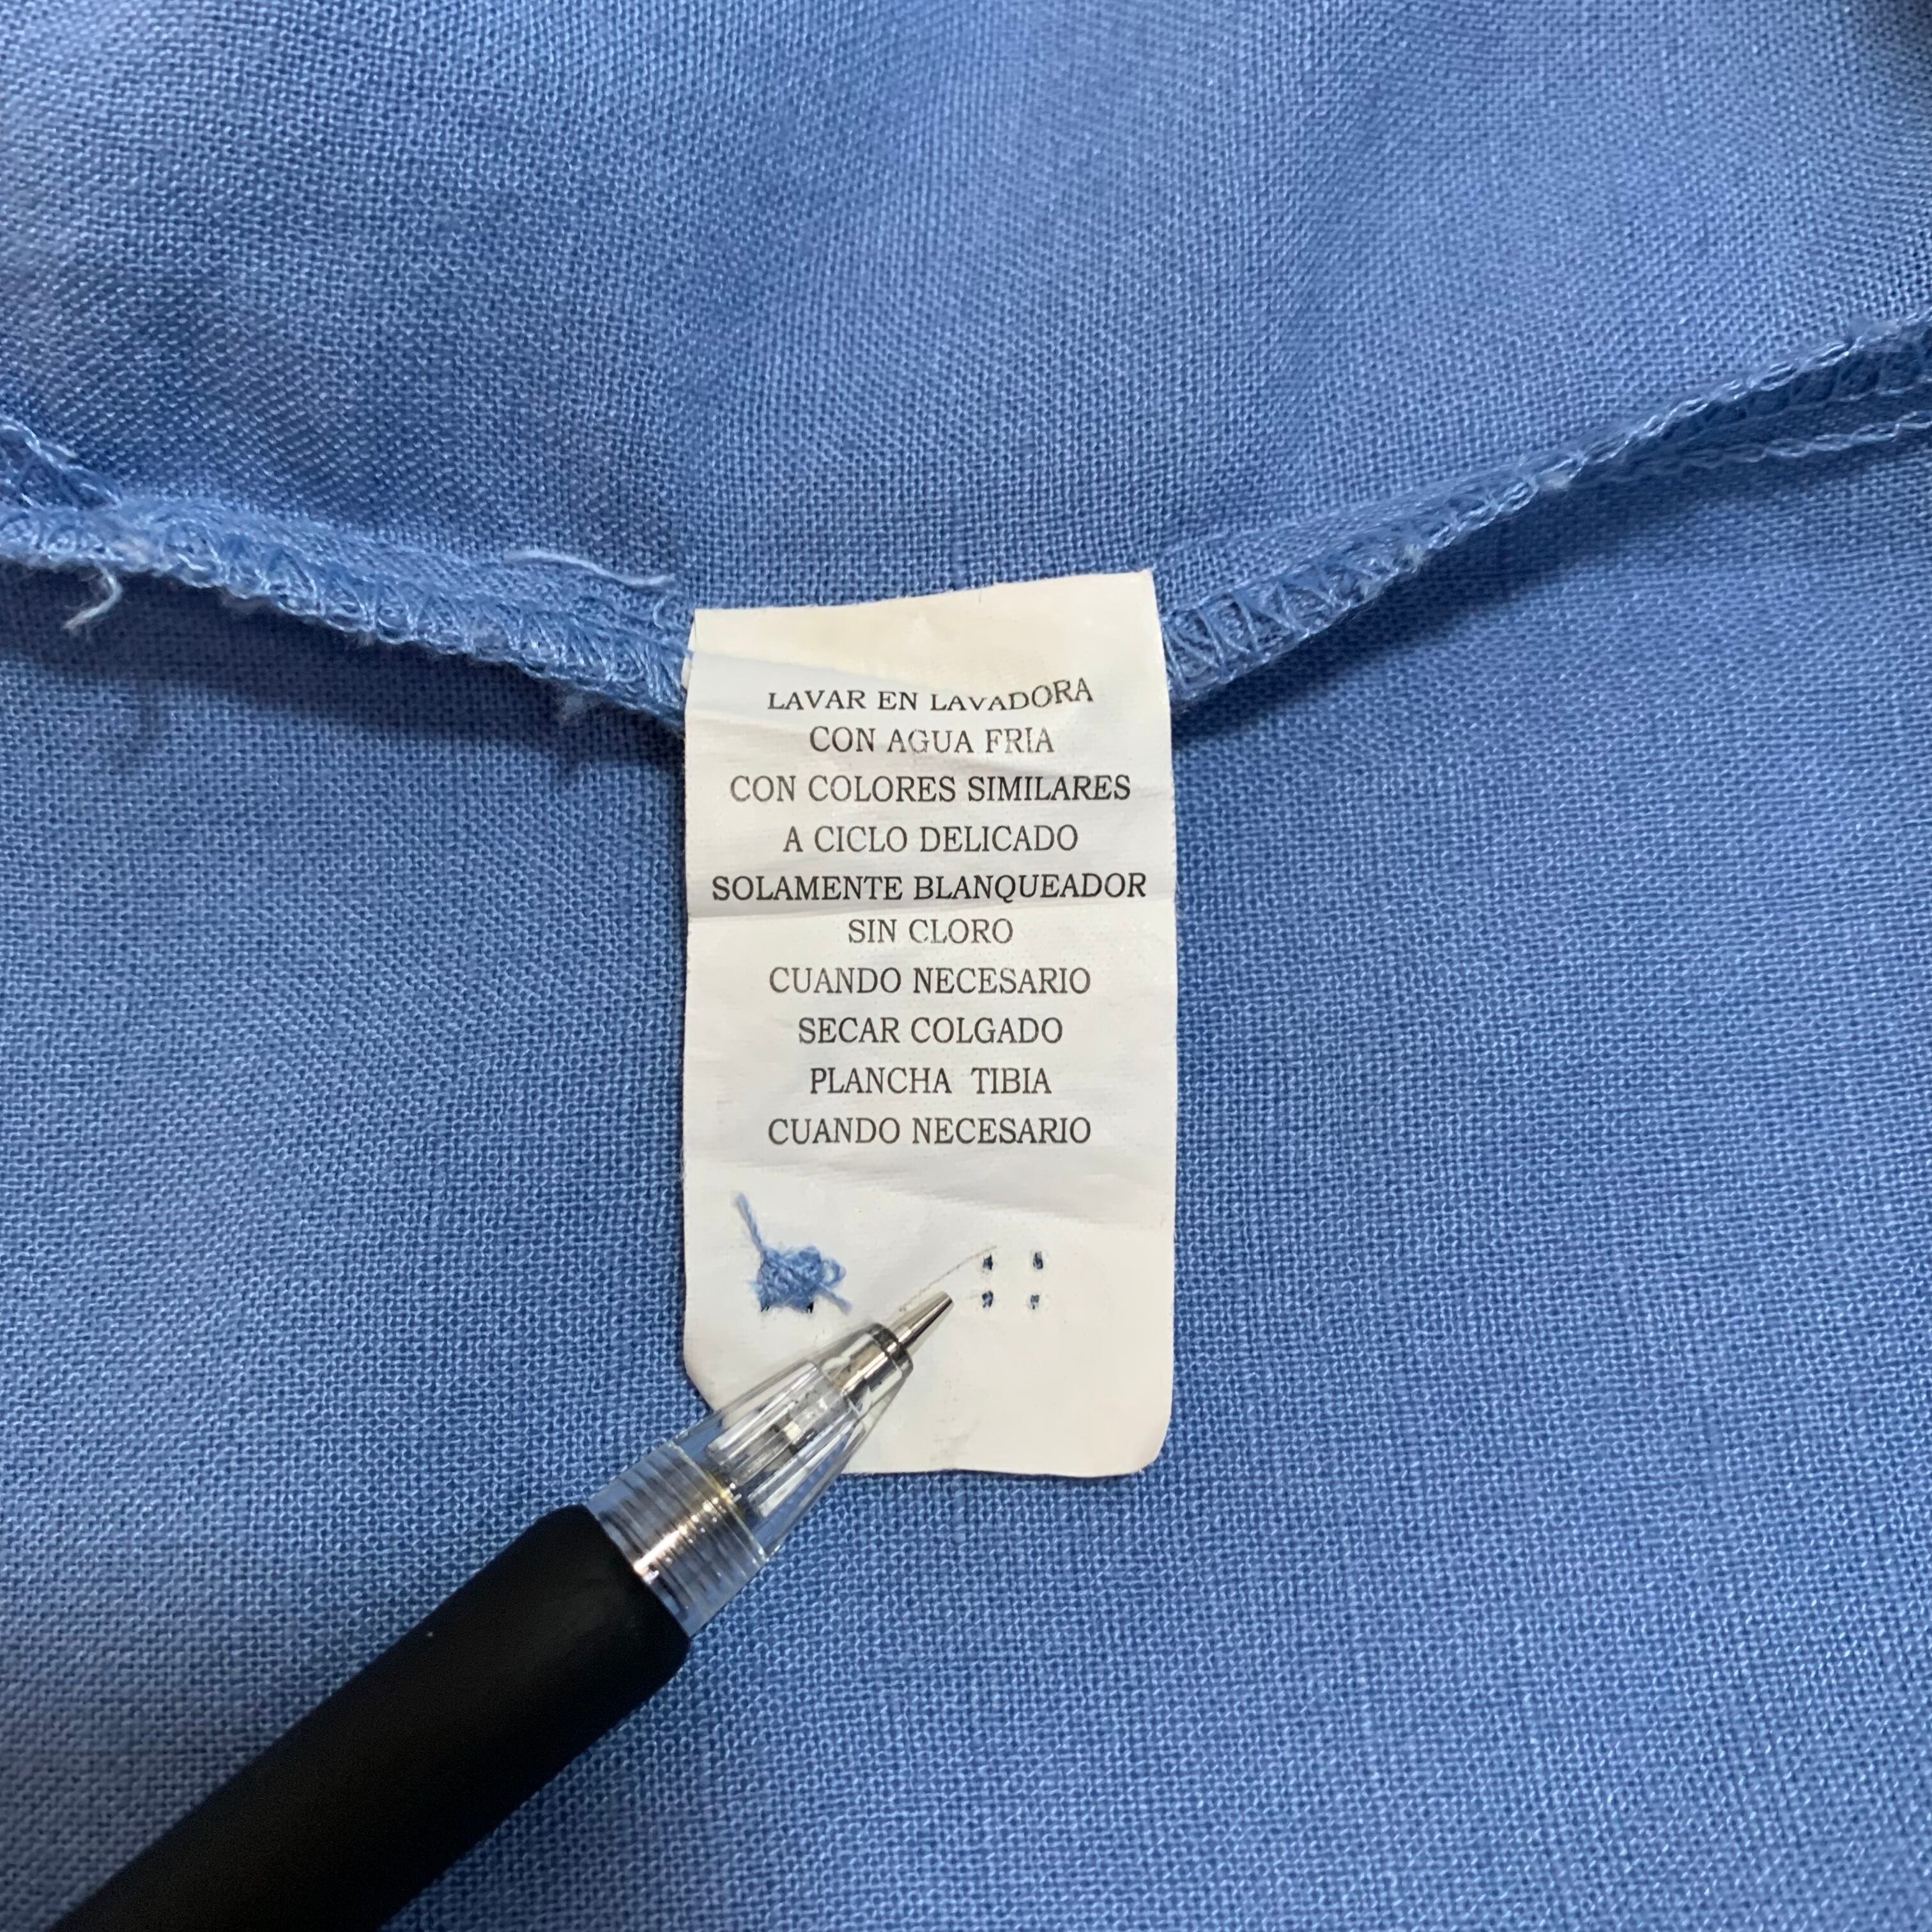 LAVAR EN LAVADORA
CON AGUA FRIA
CON COLORES SIMILARES
A CICLO DELICADO
SOLAMENTE BLANQUEADOR
SIN CLORO
CUANDO NECESARIO
SECAR COLGADO
PLANCHA TIBIA
CUANDO NECESARIO